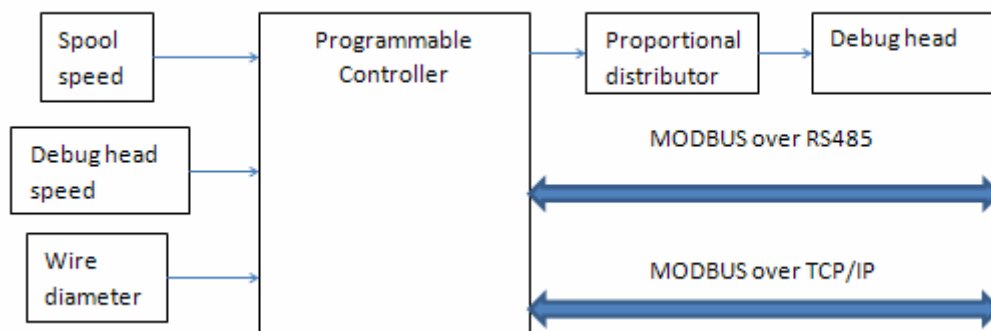 Spool
speed
Programmable
Controller
Proportional
distributor
Debug head
Debug head
speed
MODBUS over RS485
Wire
diameter
MODBUS over TCP/IP